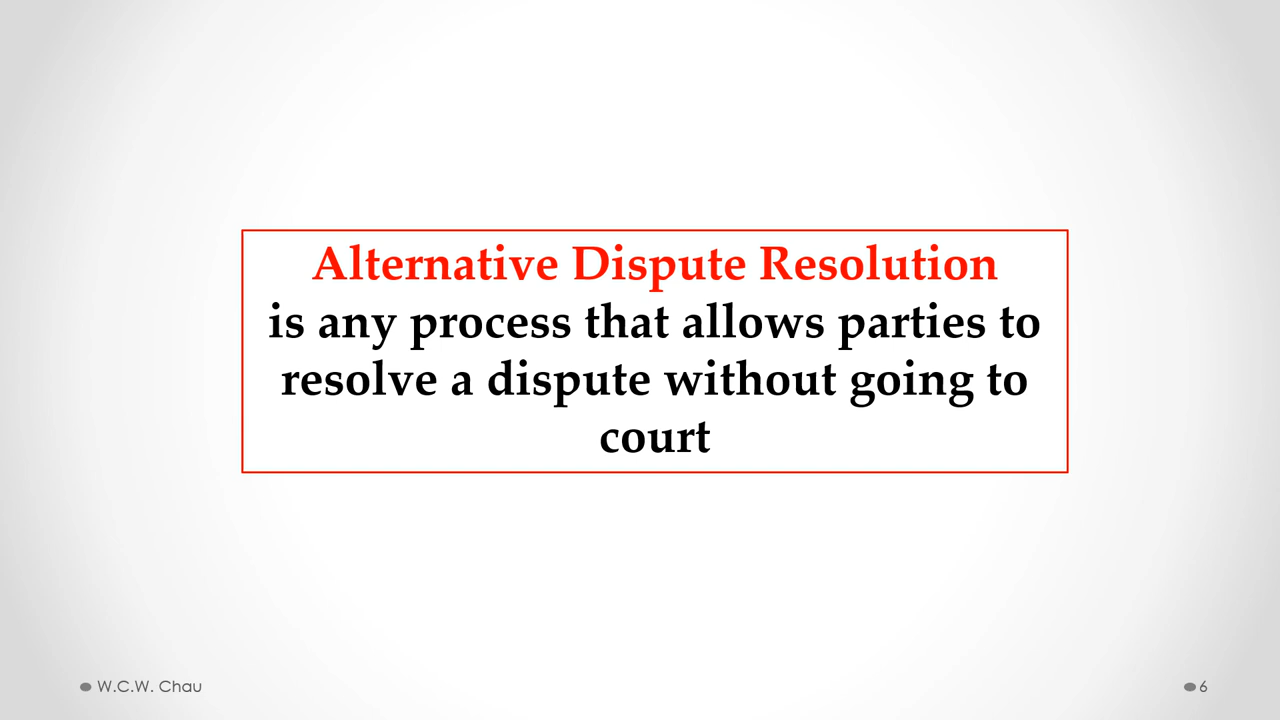 Alternative Dispute Resolution
is any process that allows parties to
resolve a dispute without going to
court
W.C.W. Chau
6